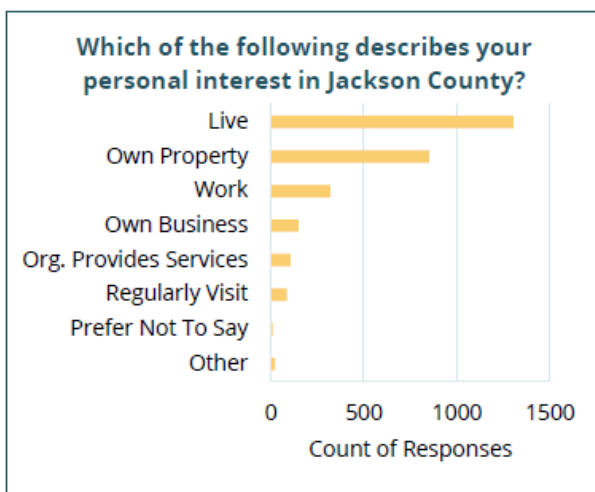 Which of the following describes your
personal interest in Jackson County?
Live
Own Property
Work
Own Business
Org. Provides Services
Regularly Visit
Prefer Not To Say
Other
0 500 1000 1500
Count of Responses